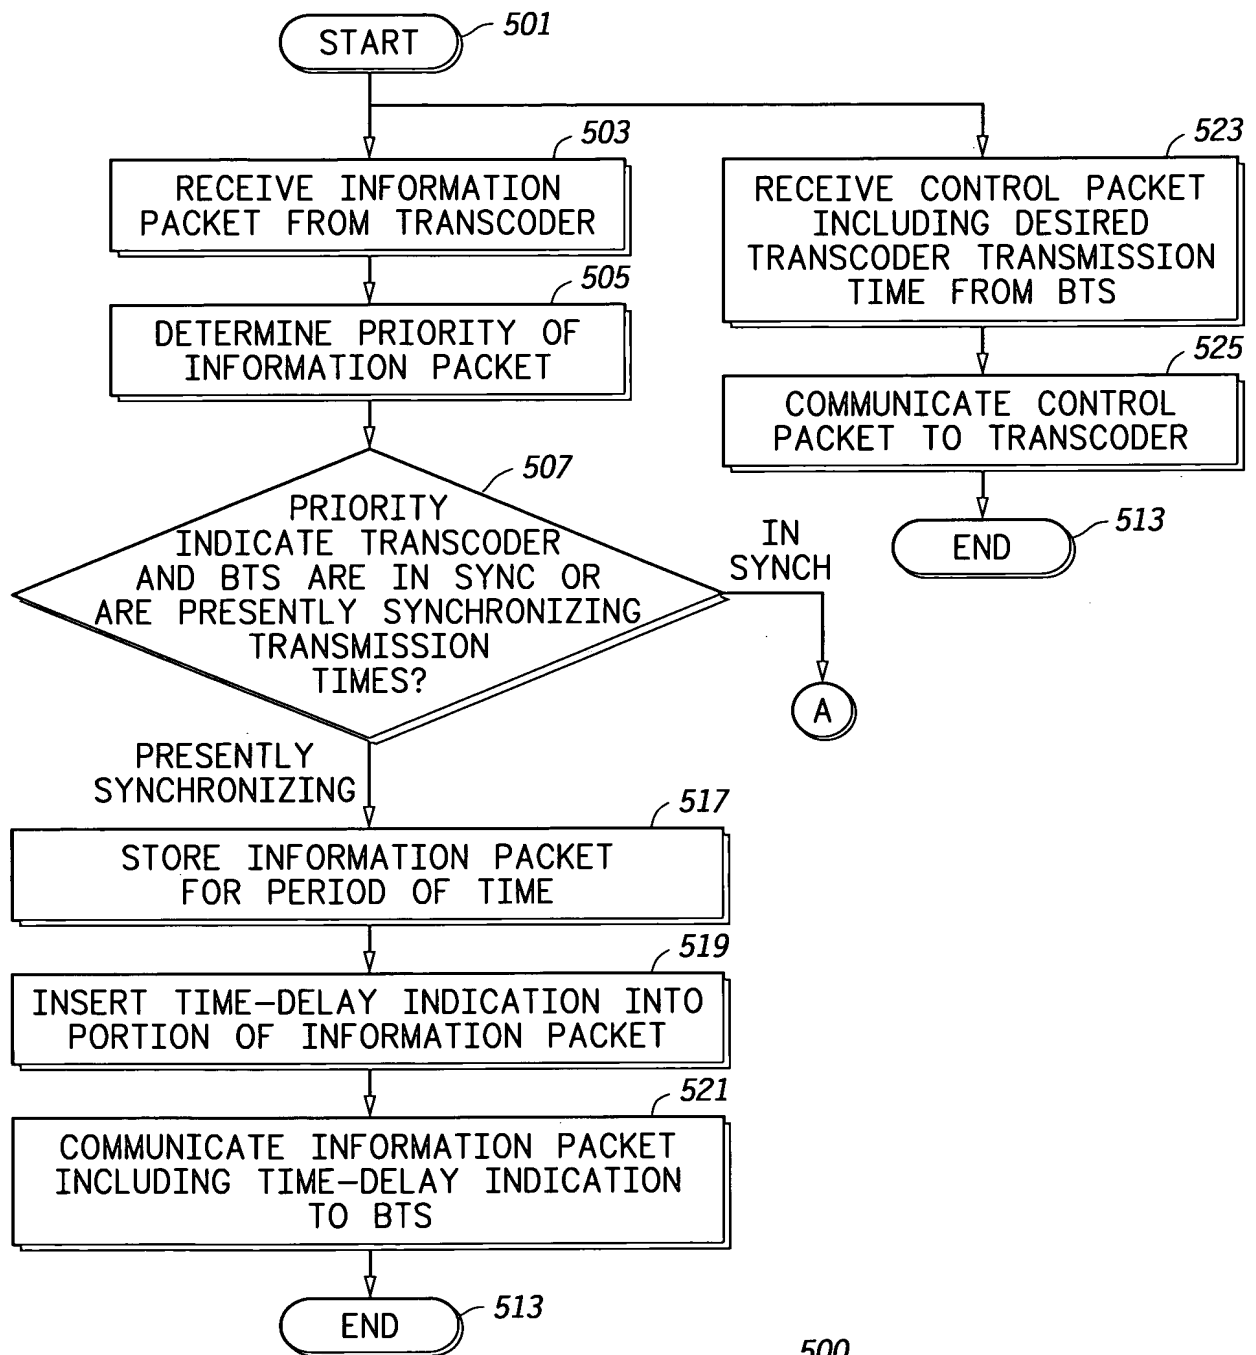 START
501
503
RECEIVE INFORMATION
PACKET FROM TRANSCODER
505
DETERMINE PRIORITY OF
INFORMATION PACKET
507
PRIORITY
INDICATE TRANSCODER
AND BTS ARE IN SYNC OR
ARE PRESENTLY SYNCHRONIZING
TRANSMISSION
TIMES?
IN
SYNCH
A
PRESENTLY
SYNCHRONIZING
517
STORE INFORMATION PACKET
FOR PERIOD OF TIME
519
INSERT TIME-DELAY INDICATION INTO
PORTION OF INFORMATION PACKET
521
COMMUNICATE INFORMATION PACKET
INCLUDING TIME-DELAY INDICATION
TO BTS
END
513
523
RECEIVE CONTROL PACKET
INCLUDING DESIRED
TRANSCODER TRANSMISSION
TIME FROM BTS
525
COMMUNICATE CONTROL
PACKET TO TRANSCODER
END
513
500